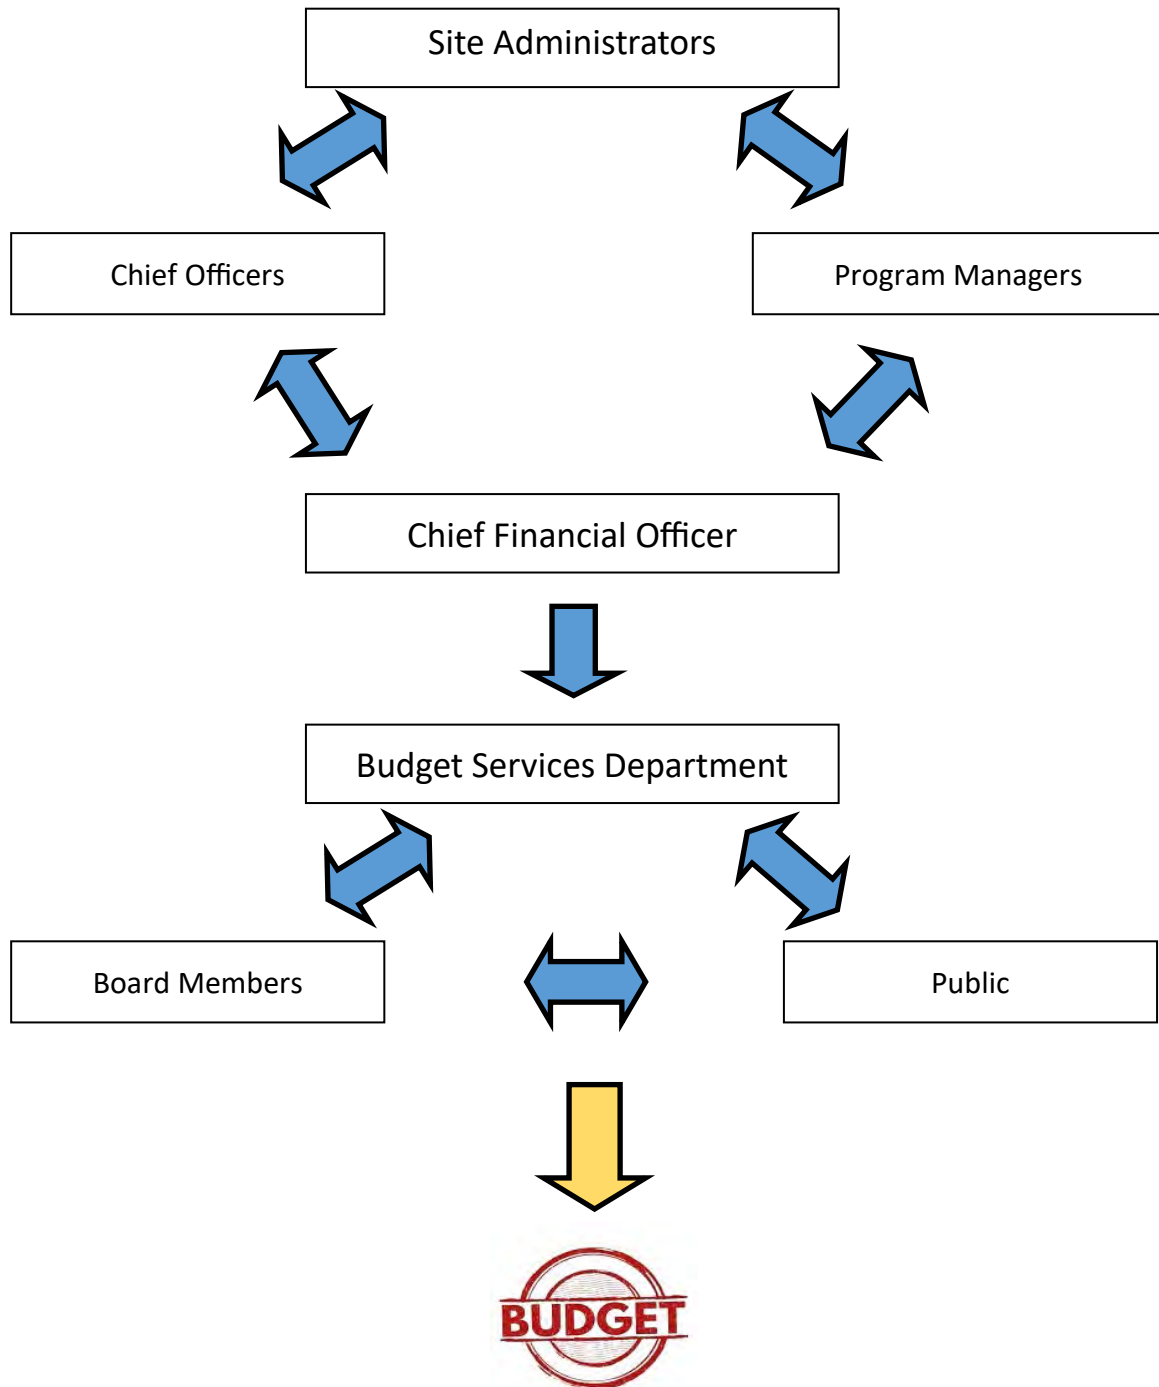 Site Administrators
Chief Officers
Program Managers
Chief Financial Officer
Budget Services Department
Board Members
Public
BUDGET